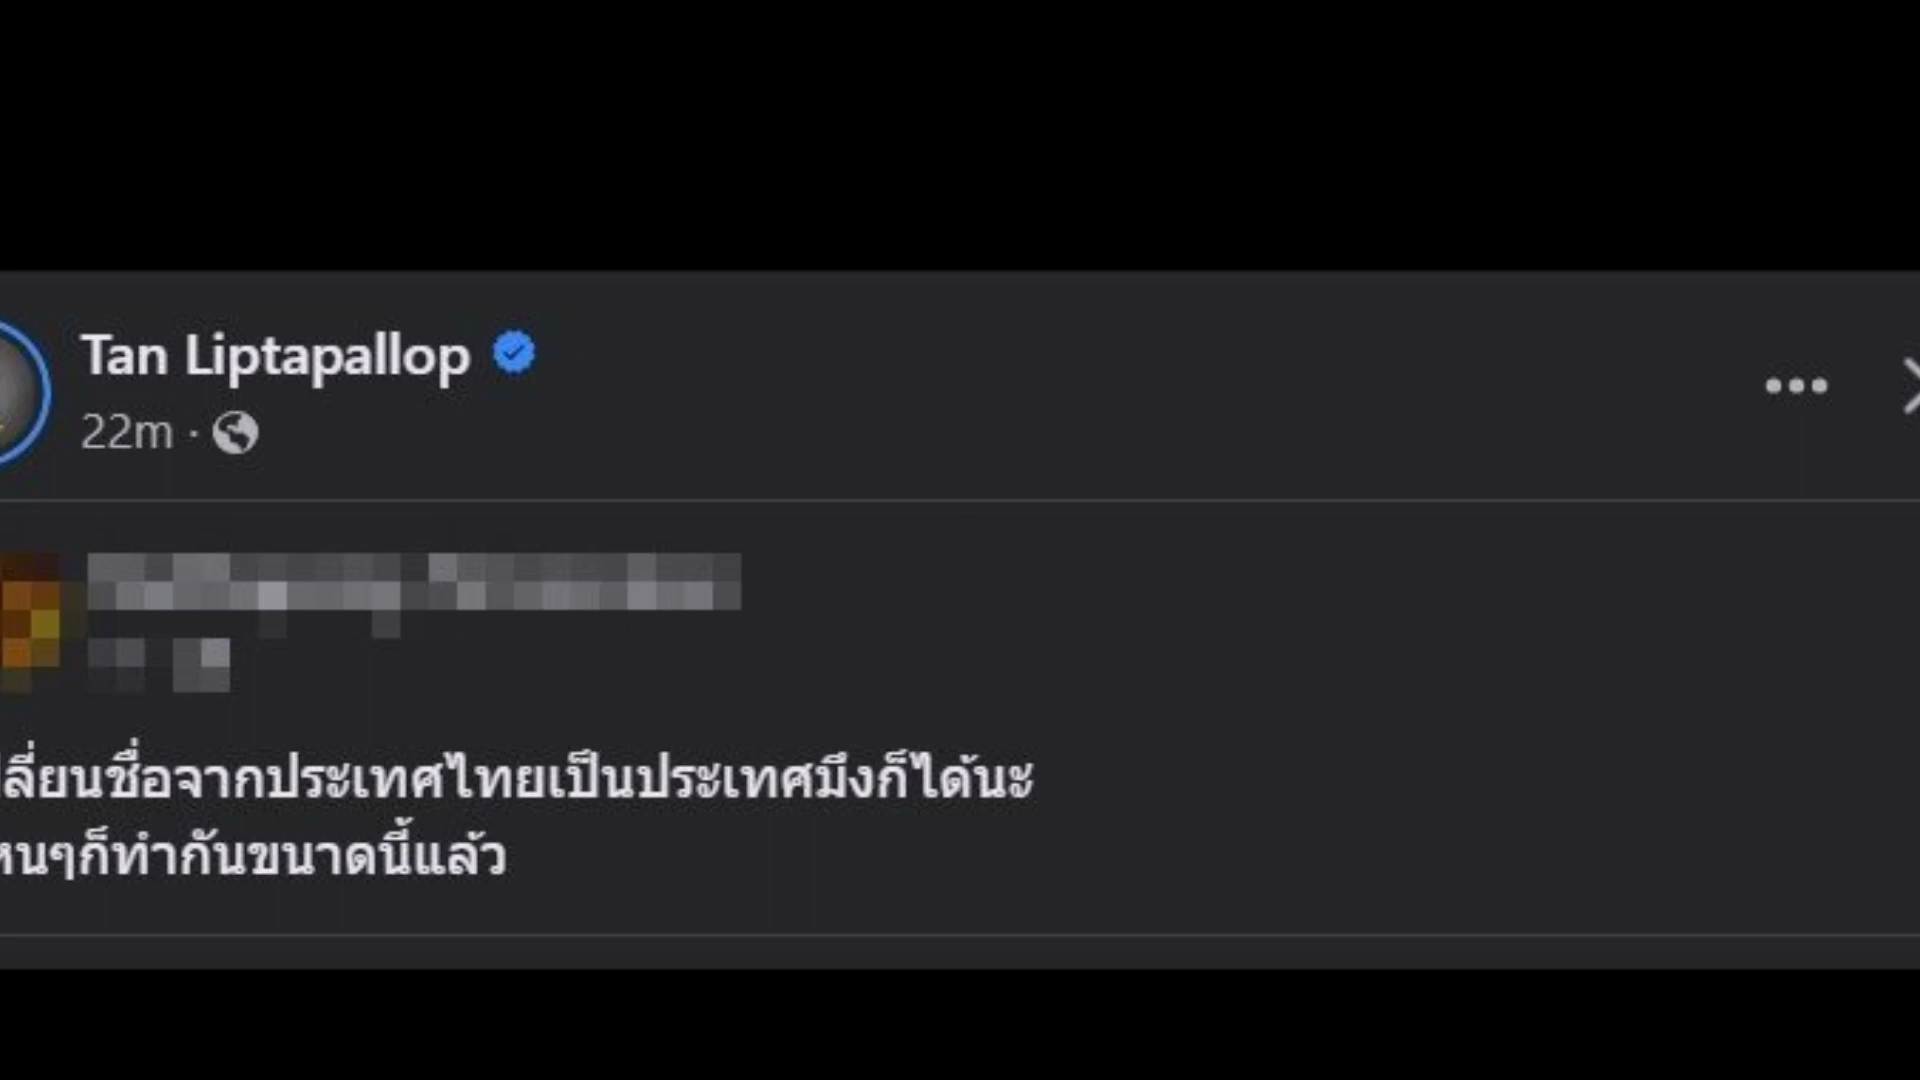 Tan Liptapallop
22m ·
ลี่ยนชื่อจากประเทศไทยเป็นประเทศมึงก็ได้นะ
หนๆก็ทำกันขนาดนี้แล้ว